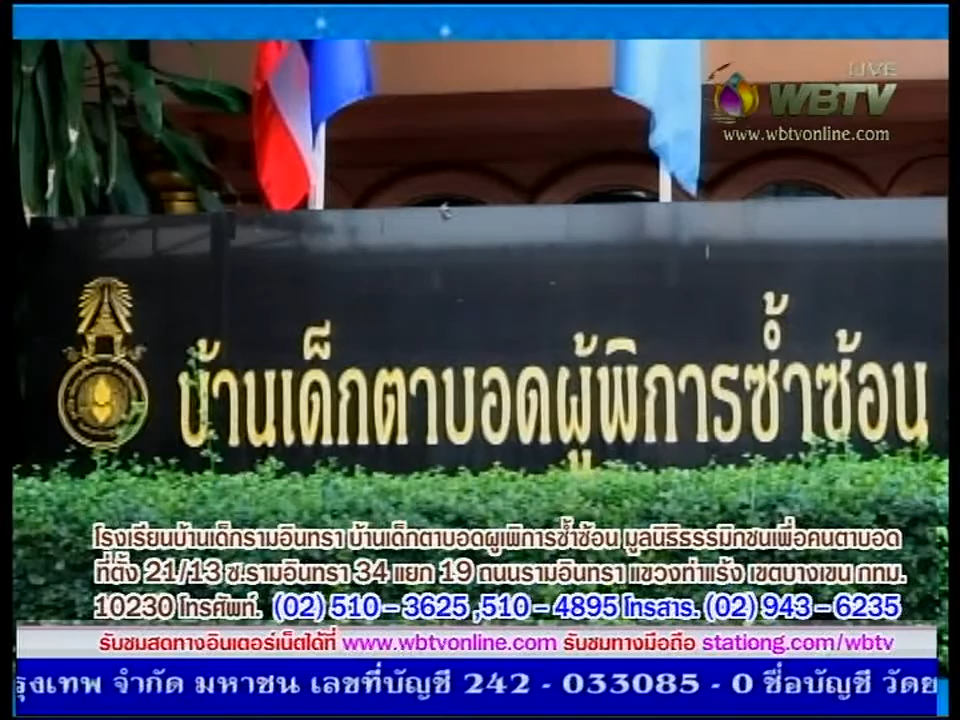 LIVE
WBTV
www.wbtvonline.com
บ้านเด็กตาบอดผู้พิการซ้ำซ้อน
โรงเรียนบ้านเด็กรามอินทรา บ้านเด็กตาบอดผู้พิการซ้ำซ้อน มูลนิธิธรรมิกชนเพื่อคนตาบอด
ที่ตั้ง 21/13 ซ.รามอินทรา 34 แยก 19 ถนนรามอินทรา แขวงท่าแร้ง เขตบางเขน กทม.
10230 โทรศัพท์. (02) 510 – 3625 ,510 – 4895 โทรสาร. (02) 943 – 6235
รับชมสดทางอินเตอร์เน็ตได้ที่ www.wbtvonline.com รับชมทางมือถือ stationg.com/wbtv
รุงเทพ จำกัด มหาชน เลขที่บัญชี 242 - 033085 - 0 ชื่อบัญชี วัดย